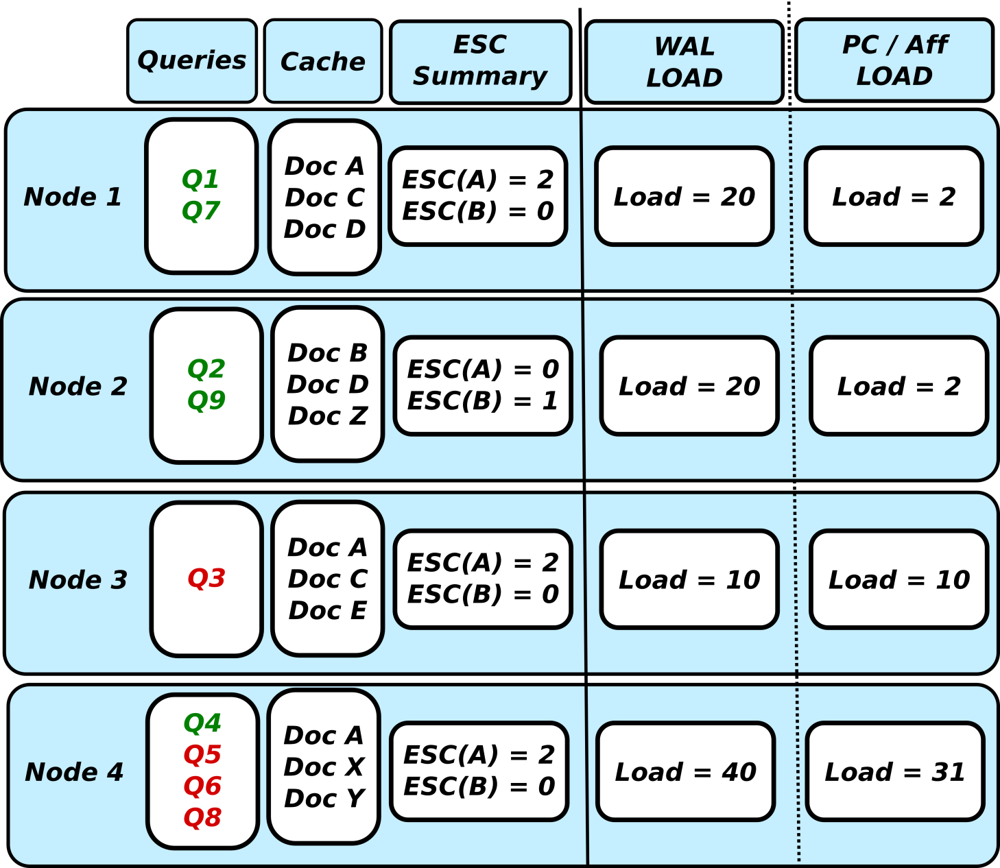 Queries
Cache
ESC
Summary
WAL
LOAD
PC / Aff
LOAD
Node 1
Q1
Q7
Doc A
Doc C
Doc D
ESC(A) = 2
ESC(B) = 0
Load = 20
Load = 2
Node 2
Q2
Q9
Doc B
Doc D
Doc Z
ESC(A) = 0
ESC(B) = 1
Load = 20
Load = 2
Node 3
Q3
Doc A
Doc C
Doc E
ESC(A) = 2
ESC(B) = 0
Load = 10
Load = 10
Node 4
Q4
Q5
Q6
Q8
Doc A
Doc X
Doc Y
ESC(A) = 2
ESC(B) = 0
Load = 40
Load = 31